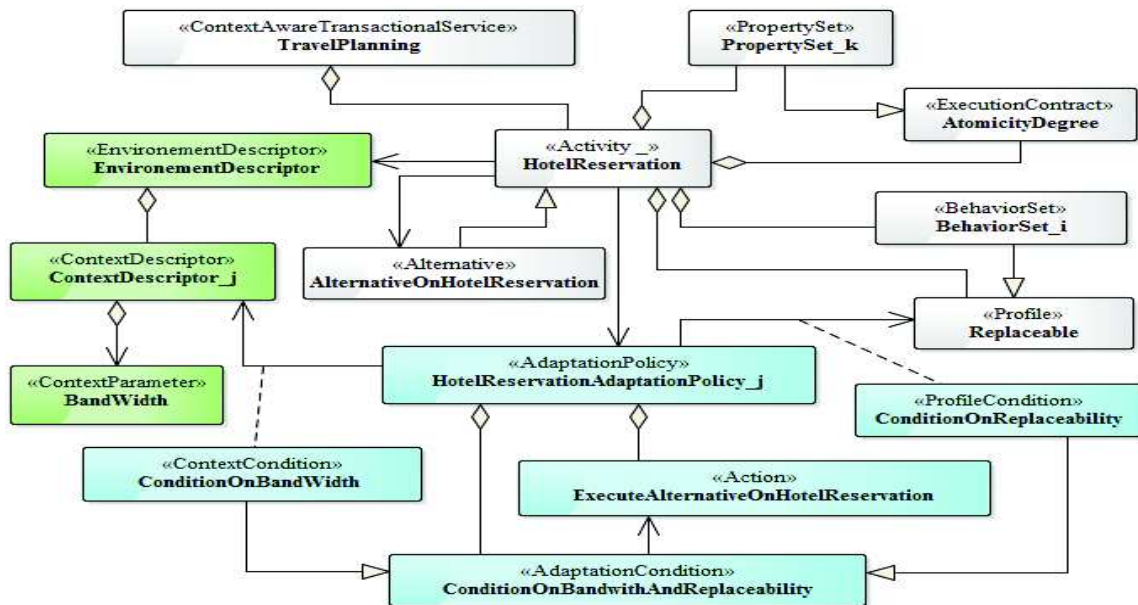 «ContextAwareTransactionalService»
TravelPlanning
«PropertySet»
PropertySet_k
«ExecutionContract»
AtomicityDegree
«EnvironementDescriptor»
EnvironementDescriptor
«Activity _»
HotelReservation
«BehaviorSet»
BehaviorSet_i
«ContextDescriptor»
ContextDescriptor_j
«Alternative»
AlternativeOnHotelReservation
«Profile»
Replaceable
«AdaptationPolicy»
HotelReservationAdaptationPolicy_j
«ContextParameter»
BandWidth
«ProfileCondition»
ConditionOnReplaceability
«ContextCondition»
ConditionOnBandWidth
«Action»
ExecuteAlternativeOnHotelReservation
«AdaptationCondition»
ConditionOnBandwithAndReplaceability